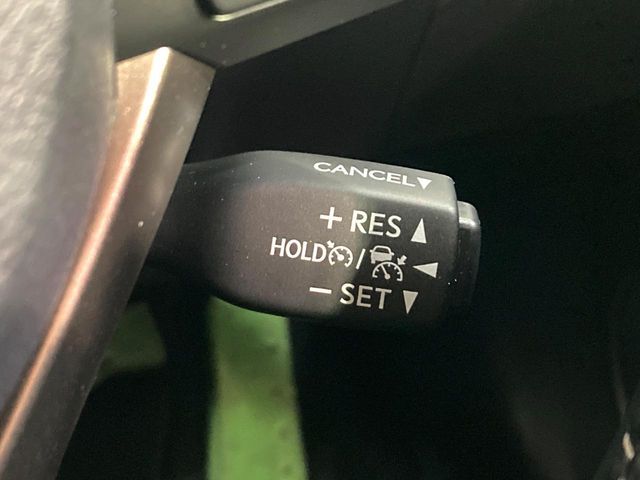 CANCEL▼
+ RES ▲
HOLD / ◀
− SET ▼